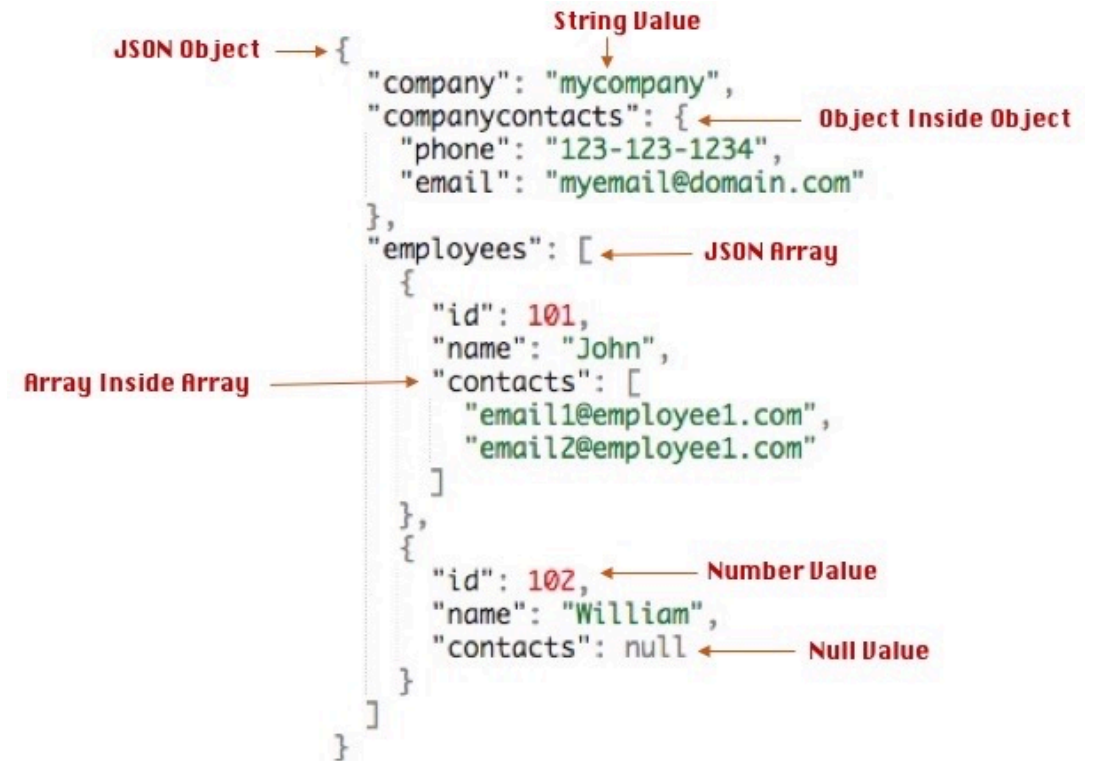 String Value
JSON Object {
"company": "mycompany",
"companycontacts": { Object Inside Object
"phone": "123-123-1234",
"email": "myemail@domain.com"
},
"employees": [ JSON Array
{
"id": 101,
"name": "John",
Array Inside Array "contacts": [
"email1@employee1.com",
"email2@employee1.com"
]
},
{
"id": 102, Number Value
"name": "William",
"contacts": null Null Value
}
]
}